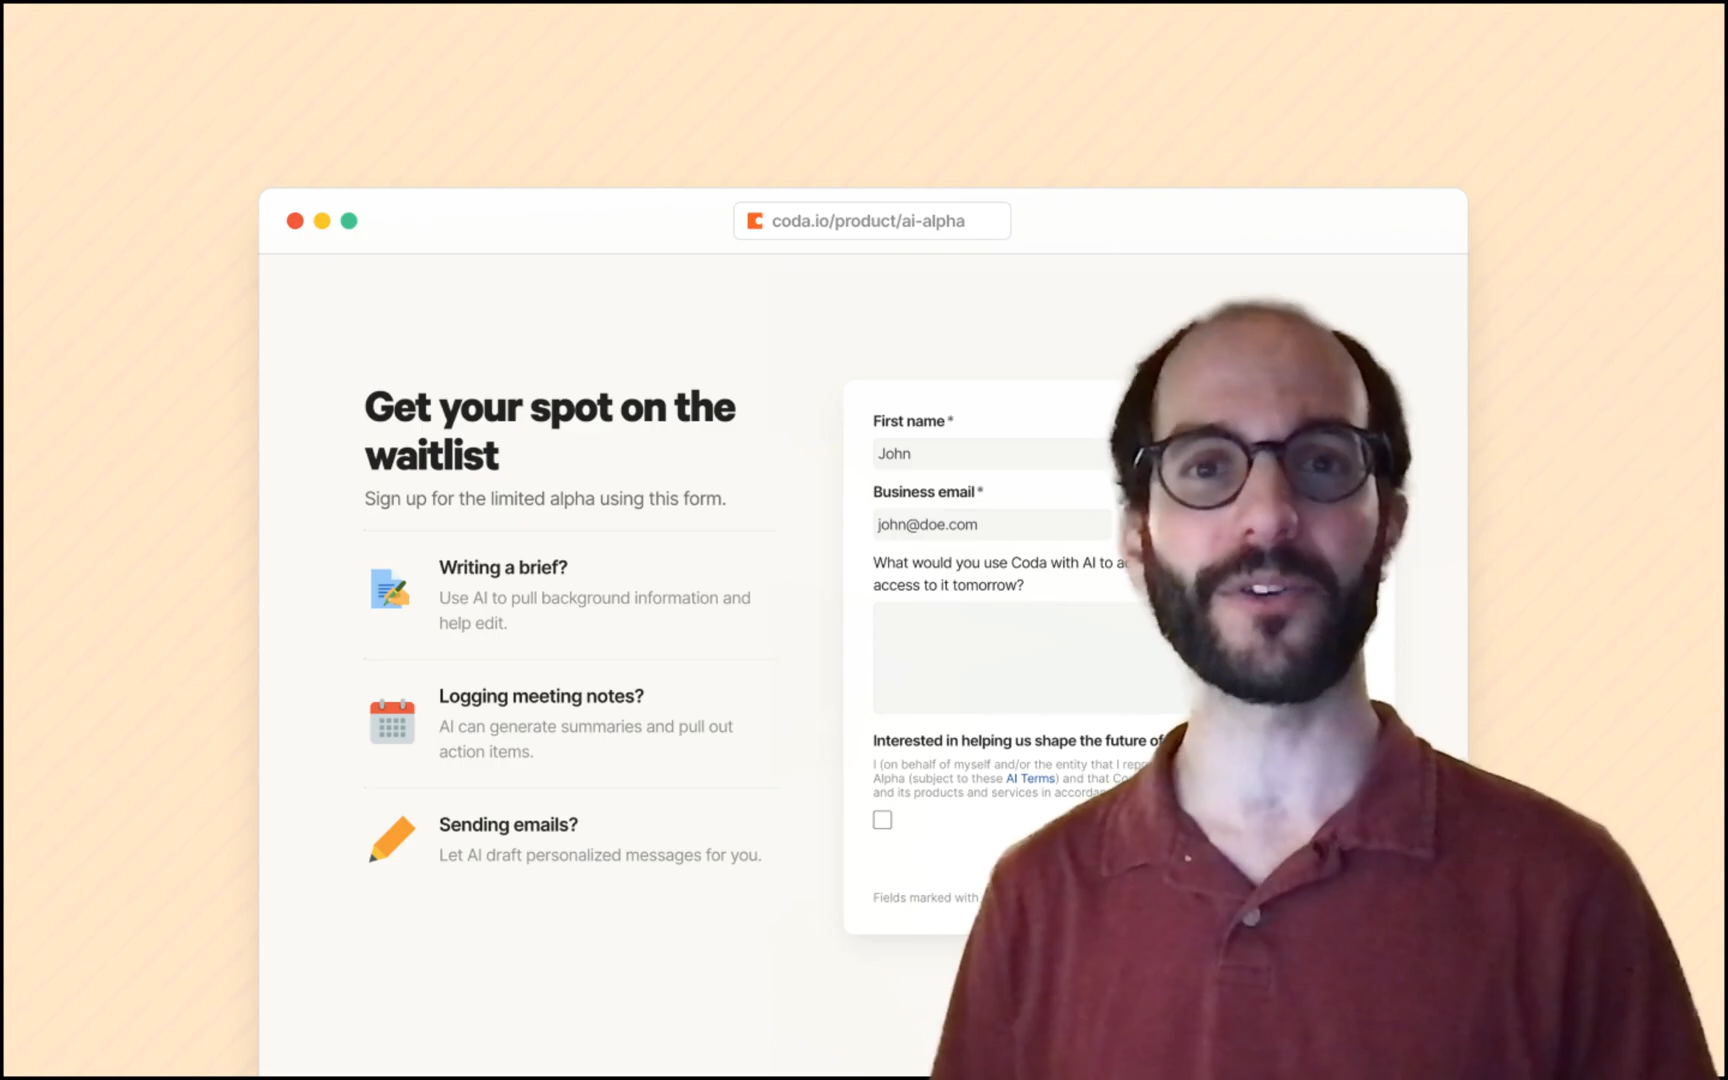 coda.io/product/ai-alpha
Get your spot on the
waitlist
Sign up for the limited alpha using this form.
Writing a brief?
Use AI to pull background information and
help edit.
Logging meeting notes?
AI can generate summaries and pull out
action items.
Sending emails?
Let AI draft personalized messages for you.
First name *
John
Business email *
john@doe.com
What would you use Coda with AI to
access to it tomorrow?
Interested in helping us shape the future of
I (on behalf of myself and/or the entity that I
Alpha (subject to these AI Terms) and that
and its products and services in
Fields marked with